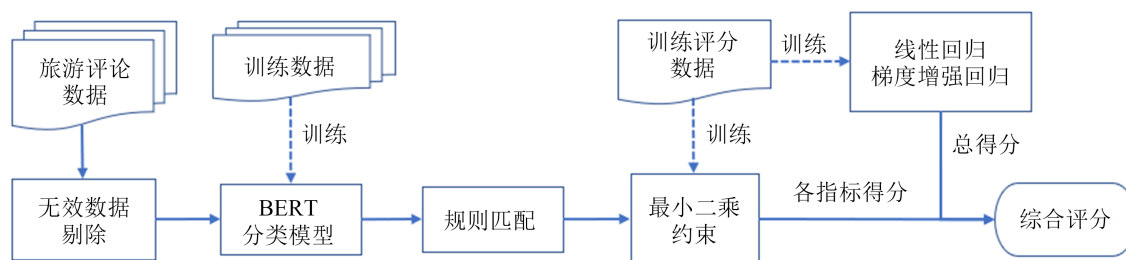 旅游评论
数据
训练数据
训练评分
数据
训练
线性回归
梯度增强回归
训练
训练
总得分
无效数据
剔除
BERT
分类模型
规则匹配
最小二乘
约束
各指标得分
综合评分